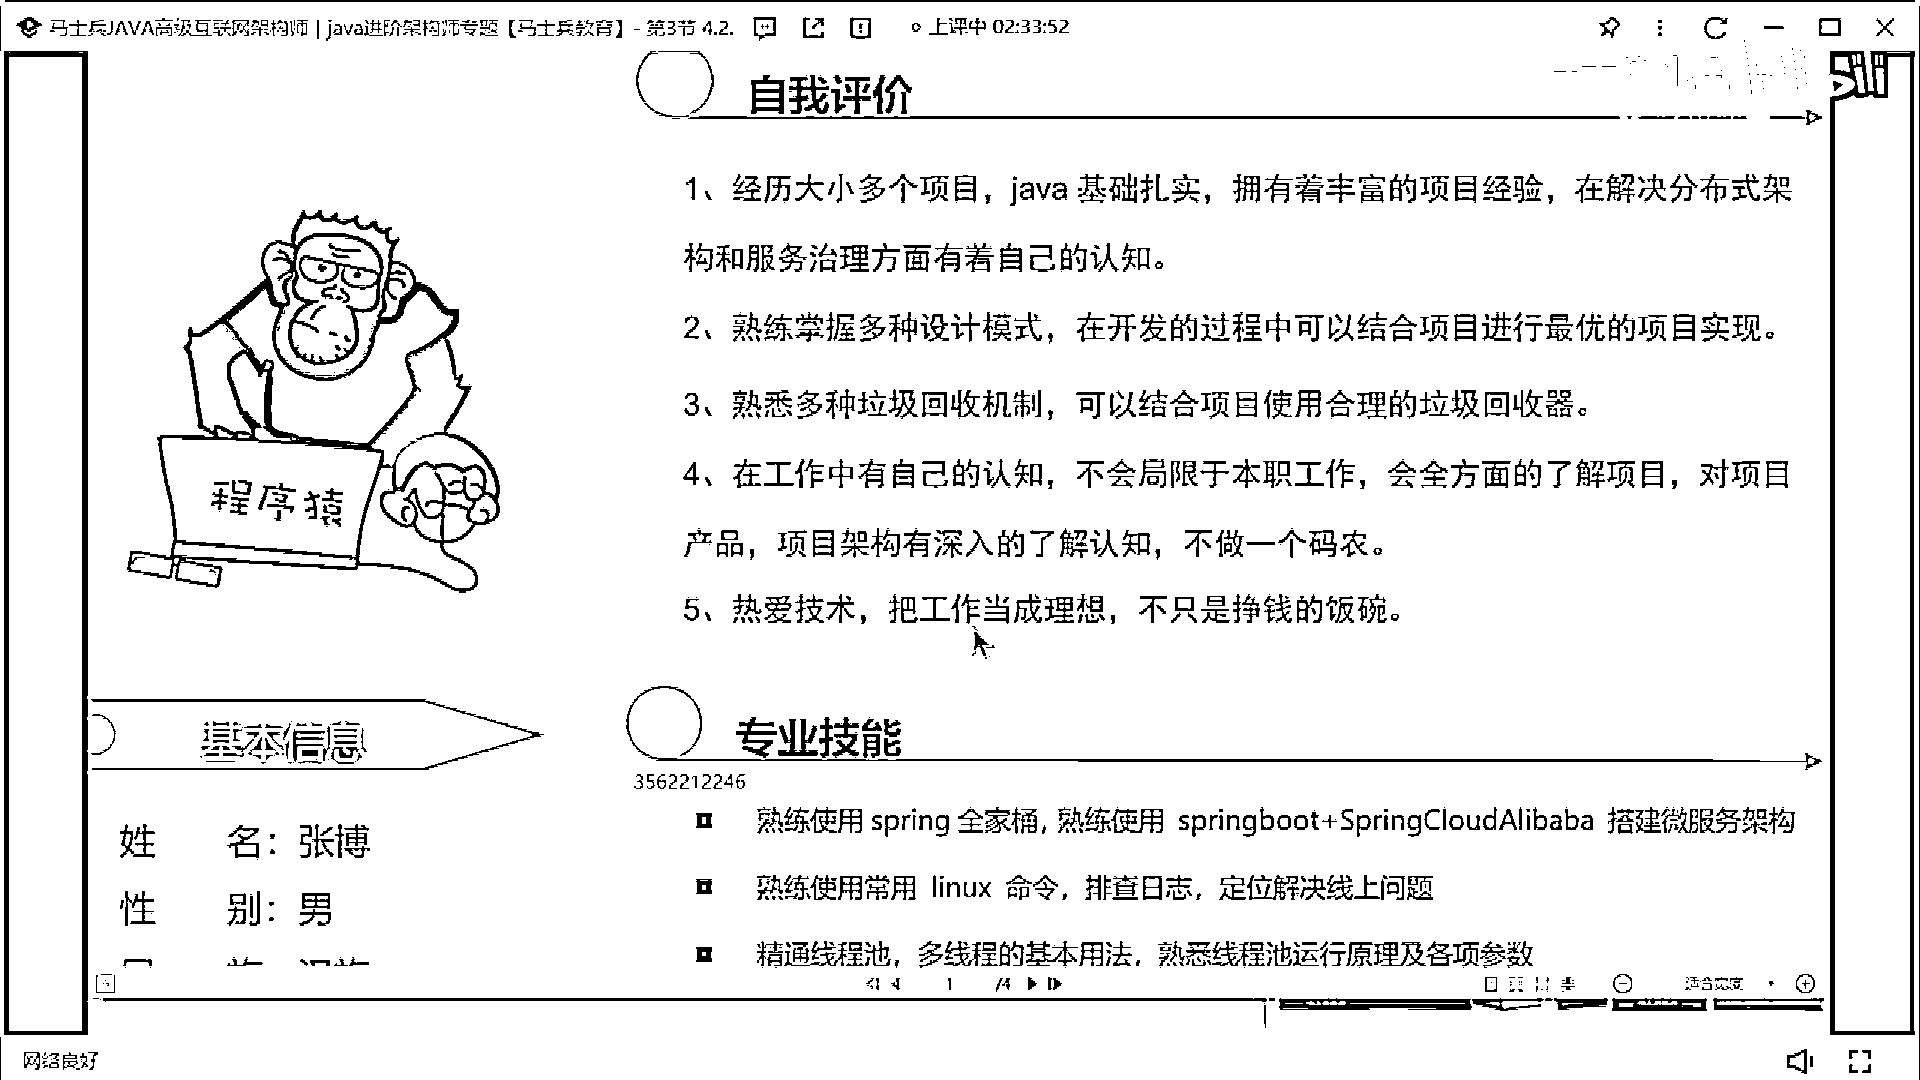 马士兵JAVA高级互联网架构师｜java进阶架构师专题【马士兵教育】- 第3节 4.2. 上课中 02:33:52
自我评价
1、经历大小多个项目，java 基础扎实，拥有着丰富的项目经验，在解决分布式架
构和服务治理方面有着自己的认知。
2、熟练掌握多种设计模式，在开发的过程中可以结合项目进行最优的项目实现。
3、熟悉多种垃圾回收机制，可以结合项目使用合理的垃圾回收器。
4、在工作中有自己的认知，不会局限于本职工作，会全方面的了解项目，对项目
产品，项目架构有深入的了解认知，不做一个码农。
5、热爱技术，把工作当成理想，不只是挣钱的饭碗。
程序猿
基本信息
姓 名：张博
性 别：男
专业技能
3562212246
熟练使用 spring 全家桶, 熟练使用 springboot+SpringCloudAlibaba 搭建微服务架构
熟练使用常用 linux 命令，排查日志，定位解决线上问题
精通线程池，多线程的基本用法，熟悉线程池运行原理及各项参数
1 /4
适合宽度
网络良好